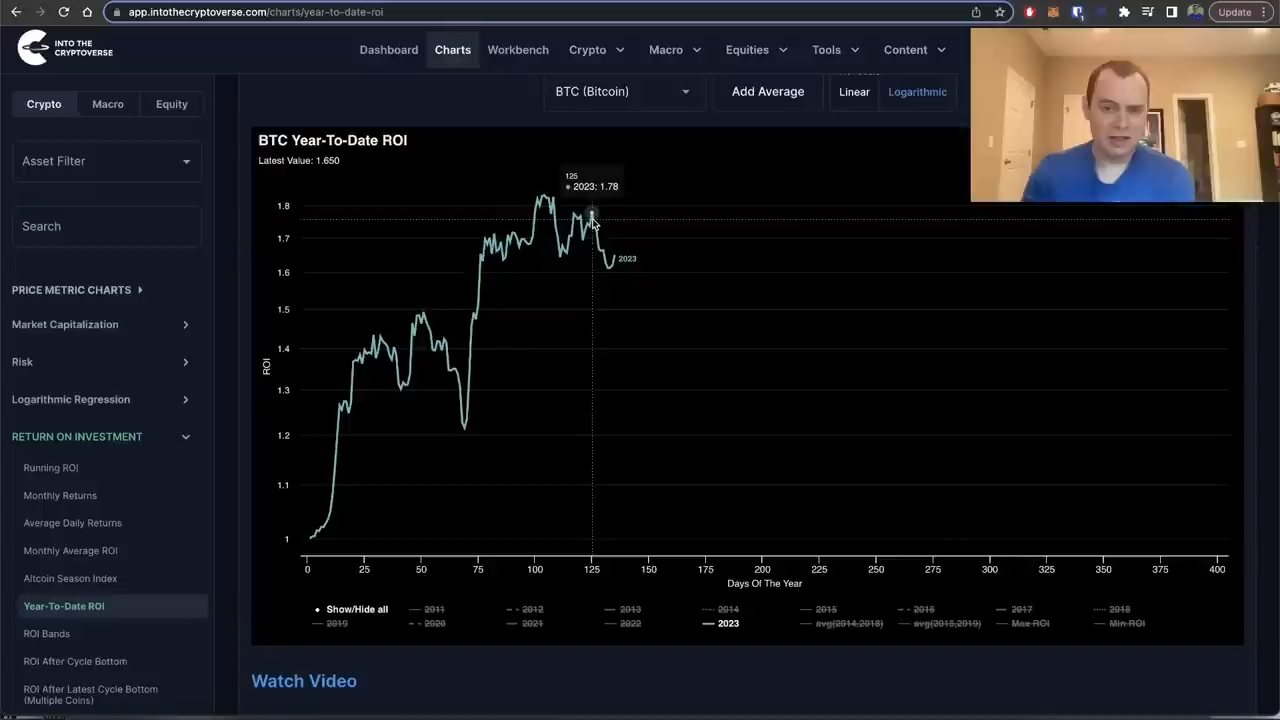 app.intothecryptoverse.com/charts/year-to-date-roi
Update
INTO THE
CRYPTOVERSE
Dashboard
Charts
Workbench
Crypto
Macro
Equities
Tools
Content
Crypto
Macro
Equity
Asset Filter
Search
PRICE METRIC CHARTS
Market Capitalization
Risk
Logarithmic Regression
RETURN ON INVESTMENT
Running ROI
Monthly Returns
Average Daily Returns
Monthly Average ROI
Altcoin Season Index
Year-To-Date ROI
ROI Bands
ROI After Cycle Bottom
ROI After Latest Cycle Bottom
(Multiple Coins)
BTC (Bitcoin)
Add Average
Linear
Logarithmic
BTC Year-To-Date ROI
Latest Value: 1.650
125
2023: 1.78
2023
ROI
1.8
1.7
1.6
1.5
1.4
1.3
1.2
1.1
1
0 25 50 75 100 125 150 175 200 225 250 275 300 325 350 375 400
Days Of The Year
Show/Hide all 2011 2012 2013 2014 2015 2016 2017 2018
2019 2020 2021 2022 2023 avg(2014,2018) avg(2015,2019) Max ROI Min ROI
Watch Video